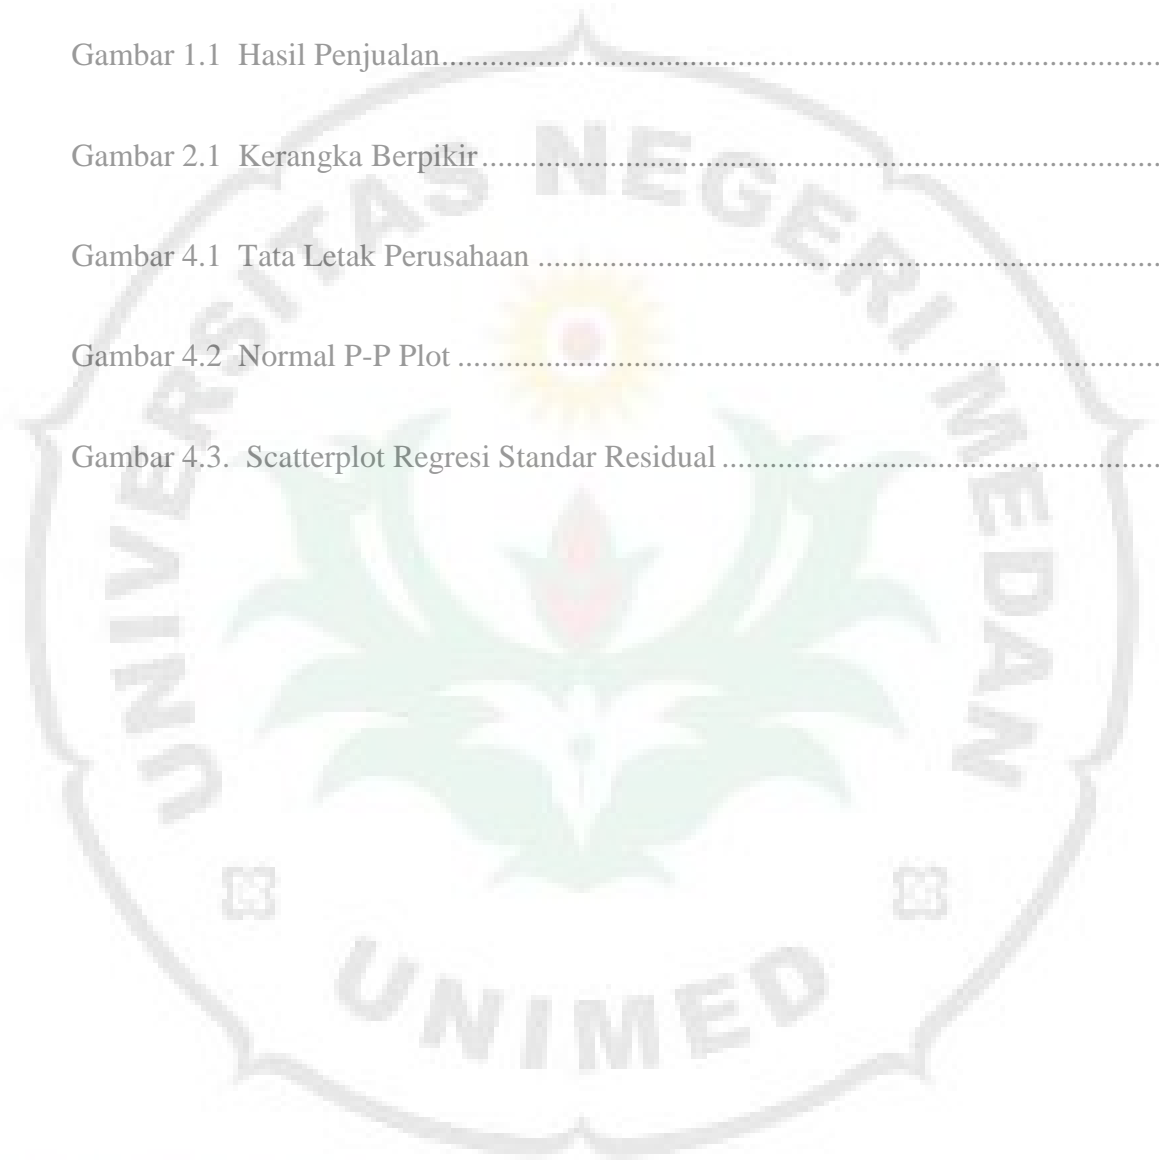 Gambar 1.1 Hasil Penjualan..........................................................................................
Gambar 2.1 Kerangka Berpikir.....................................................................................
Gambar 4.1 Tata Letak Perusahaan ..............................................................................
Gambar 4.2 Normal P-P Plot ........................................................................................
Gambar 4.3. Scatterplot Regresi Standar Residual .......................................................
UNIVERSITAS NEGERI MEDAN
UNIMED